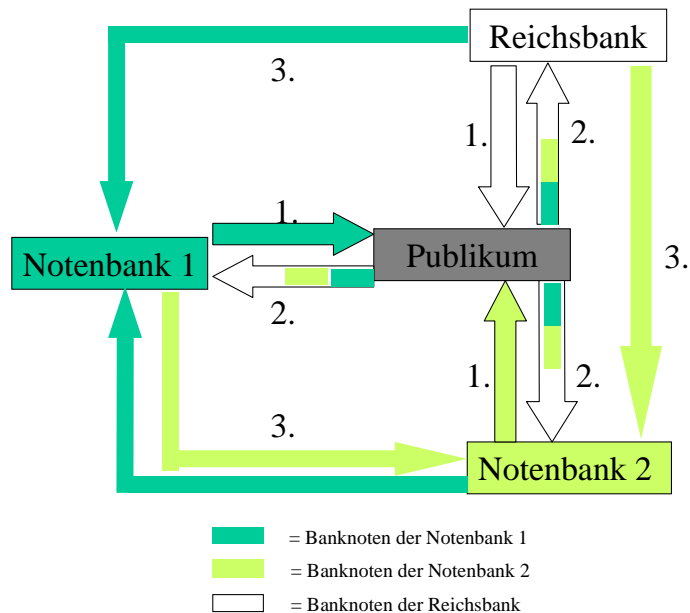 Reichsbank
3.
1.
2.
1.
Publikum
Notenbank 1
3.
2.
1.
2.
3.
Notenbank 2
= Banknoten der Notenbank 1
= Banknoten der Notenbank 2
= Banknoten der Reichsbank